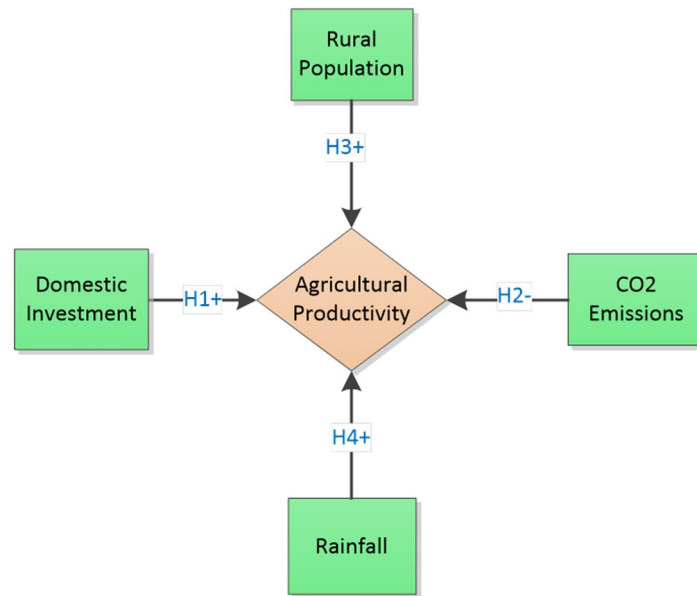 Rural
Population
H3+
Domestic
Investment
H1+
Agricultural
Productivity
H2-
CO2
Emissions
H4+
Rainfall